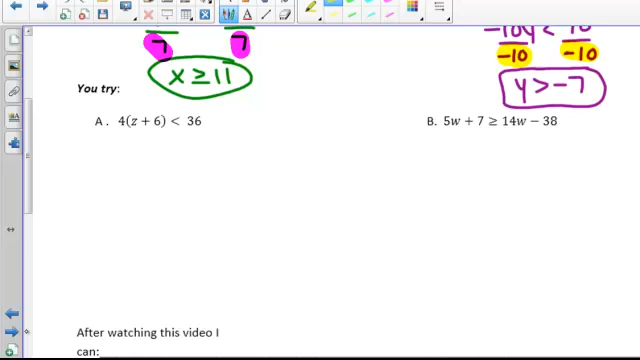 -10y <
7 7
-10 -10
x ≥ 11
y > -7
You try:
A. 4(z + 6) < 36
B. 5w + 7 ≥ 14w − 38
After watching this video I
can: